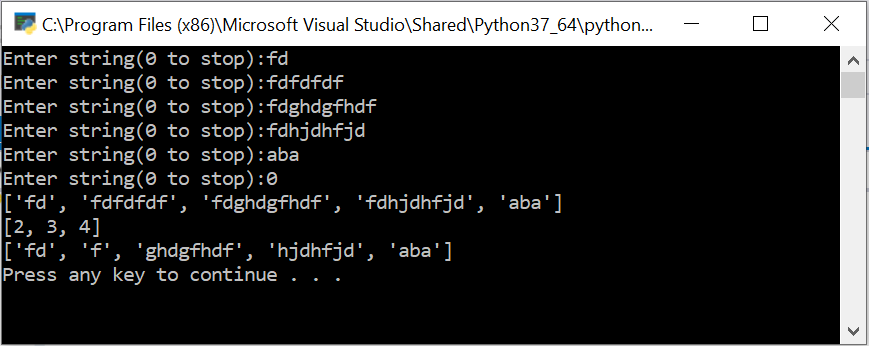 C:\Program Files (x86)\Microsoft Visual Studio\Shared\Python37_64\python...
Enter string(0 to stop):fd
Enter string(0 to stop):fdfdfdf
Enter string(0 to stop):fdghdgfhdf
Enter string(0 to stop):fdhjdhfjd
Enter string(0 to stop):aba
Enter string(0 to stop):0
['fd', 'fdfdfdf', 'fdghdgfhdf', 'fdhjdhfjd', 'aba']
[2, 3, 4]
['fd', 'f', 'ghdgfhdf', 'hjdhfjd', 'aba']
Press any key to continue . . .